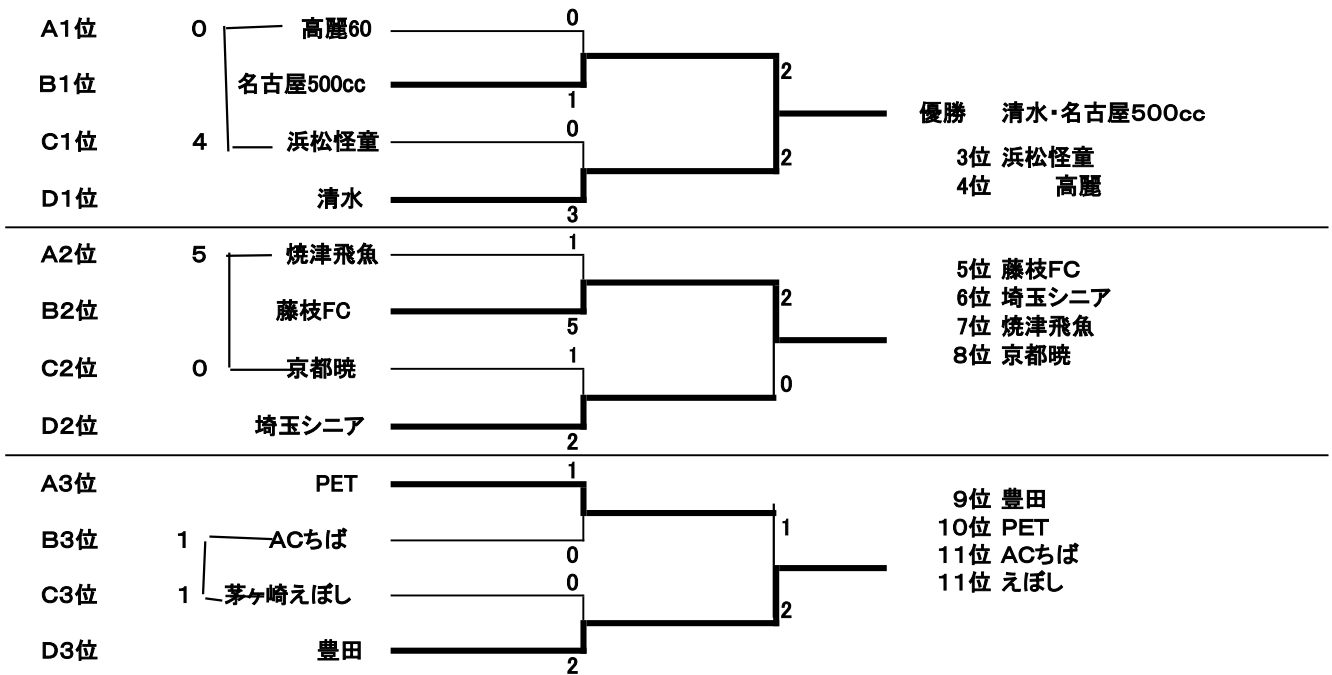 0
A1位 0 高麗60
2
B1位 名古屋500cc
1
優勝 清水・名古屋500cc
0
C1位 4 浜松怪童
2
3位 浜松怪童
4位 高麗
D1位 清水
3
1
A2位 5 焼津飛魚
5位 藤枝FC
2
6位 埼玉シニア
B2位 藤枝FC
5
7位 焼津飛魚
1
8位 京都暁
C2位 0 京都暁
0
D2位 埼玉シニア
2
1
A3位 PET
9位 豊田
1
10位 PET
B3位 1 ACちば
0
11位 ACちば
0
11位 えぼし
C3位 1 茅ヶ崎えぼし
2
D3位 豊田
2